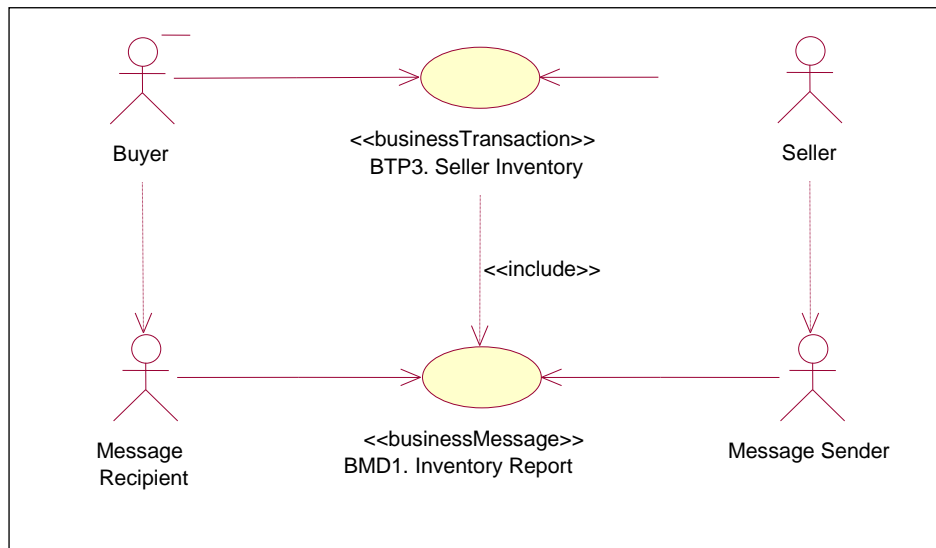 <<businessTransaction>>
Buyer
BTP3. Seller Inventory
Seller
<<include>>
<<businessMessage>>
Message
Recipient
BMD1. Inventory Report
Message Sender